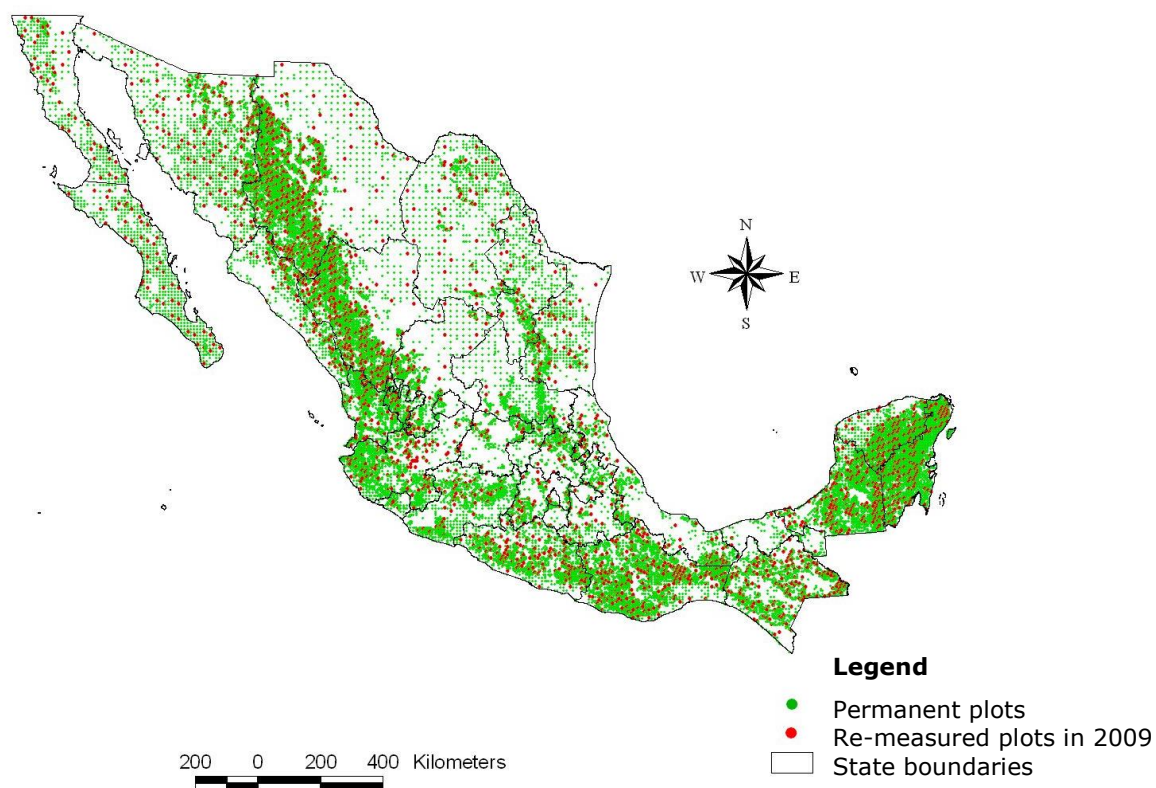 N
W E
S
Legend
Permanent plots
Re-measured plots in 2009
State boundaries
200 0 200 400 Kilometers